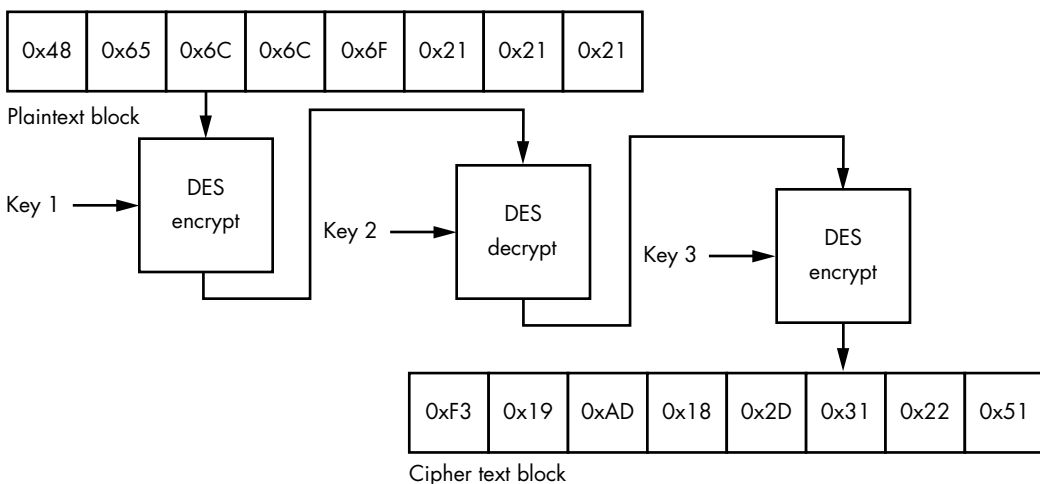 0x48 0x65 0x6C 0x6C 0x6F 0x21 0x21 0x21
Plaintext block
Key 1
DES
encrypt
Key 2
DES
decrypt
Key 3
DES
encrypt
0xF3 0x19 0xAD 0x18 0x2D 0x31 0x22 0x51
Cipher text block